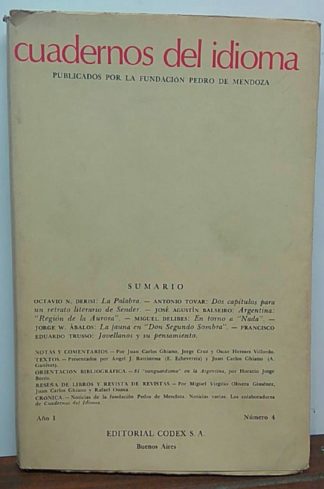 cuadernos del idioma
PUBLICADOS POR LA FUNDACIÓN PEDRO DE MENDOZA
SUMARIO
OCTAVIO N. DERISI: La Palabra. — ANTONIO TOVAR: Dos capítulos para
un retrato literario de Sender. — JOSÉ AGUSTÍN BALSEIRO: Argentina:
"Región de la Aurora". — MIGUEL DELIBES: En torno a "Nada". —
JORGE W. ÁBALOS: La fauna en "Don Segundo Sombra". — FRANCISCO
EDUARDO TRUSSO: Jovellanos y su pensamiento.
NOTAS Y COMENTARIOS — Por Juan Carlos Ghiano, Jorge Cruz y Oscar Hermes Villordo.
TEXTOS — Presentados por Ángel J. Battistessa (E. Echeverría) y Juan Carlos Ghiano (A.
ORIENTACIÓN BIBLIOGRÁFICA — El "vanguardismo" en la Argentina, por Horacio Jorge
Becco.
RESEÑA DE LIBROS Y REVISTA DE REVISTAS — Por Miguel Virgilio Olivera Giménez,
Juan Carlos Ghiano y Rafael
CRÓNICA — Noticias de la Fundación Pedro de Mendoza. Noticias varias. Los colaboradores
de Cuadernos del Idioma.
Año I Número 4
EDITORIAL CODEX S. A.
Buenos Aires